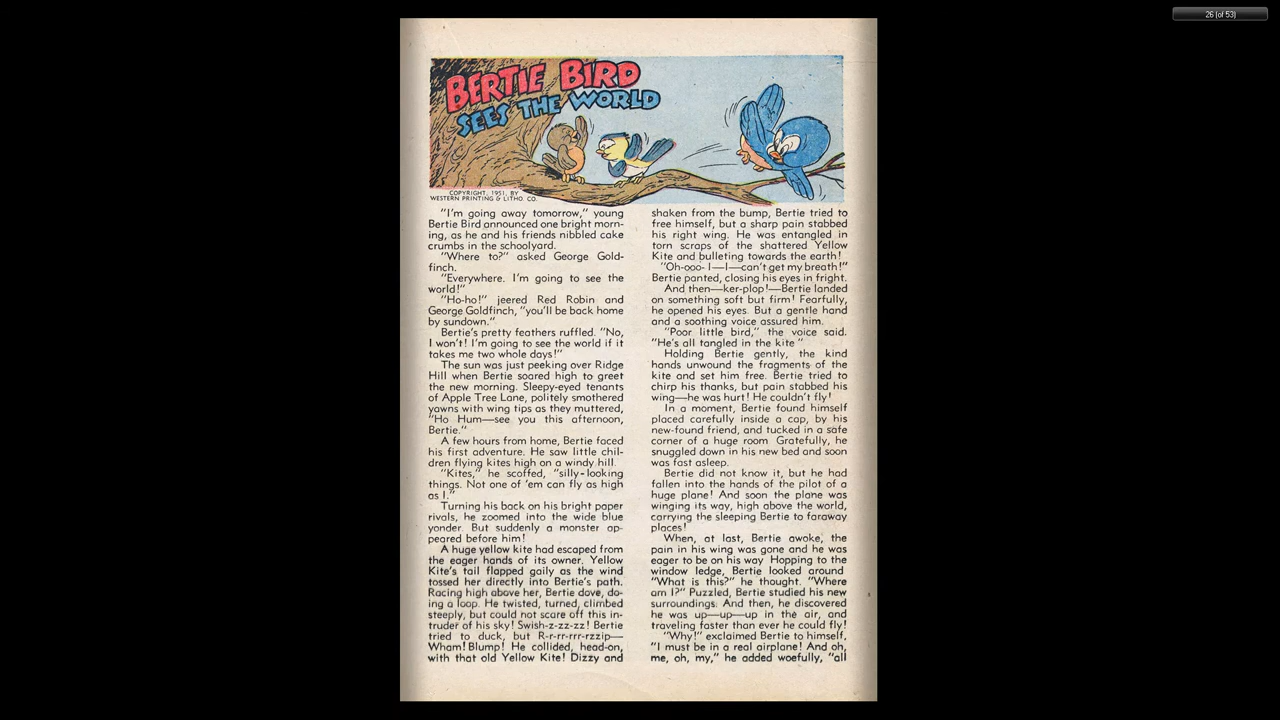 26 (of 53)
BERTIE BIRD
SEES THE WORLD
COPYRIGHT, 1951, BY
WESTERN PRINTING & LITHO. CO.
"I'm going away tomorrow," young
Bertie Bird announced one bright morn-
ing, as he and his friends nibbled cake
crumbs in the schoolyard.
"Where to?" asked George Gold-
finch.
"Everywhere. I'm going to see the
world!"
"Ho-ho!" jeered Red Robin and
George Goldfinch, "you'll be back home
by sundown."
Bertie's pretty feathers ruffled. "No,
I won't! I'm going to see the world if it
takes me two whole days!"
The sun was just peeking over Ridge
Hill when Bertie soared high to greet
the new morning. Sleepy-eyed tenants
of Apple Tree Lane, politely smothered
yawns with wing tips as they muttered,
"Ho Hum—see you this afternoon,
Bertie."
A few hours from home, Bertie faced
his first adventure. He saw little chil-
dren flying kites high on a windy hill.
"Kites," he scoffed, "silly-looking
things. Not one of 'em can fly as high
as I."
Turning his back on his bright paper
rivals, he zoomed into the wide blue
yonder. But suddenly a monster ap-
peared before him!
A huge yellow kite had escaped from
the eager hands of its owner. Yellow
Kite's tail flapped gaily as the wind
tossed her directly into Bertie's path.
Racing high above her, Bertie dove, do-
ing a loop. He twisted, turned, climbed
steeply, but could not scare off this in-
truder of his sky! Swish-z-zz-zz! Bertie
tried to duck, but R-r-rr-rrr-rzzip—
Wham! Blump! He collided, head-on,
with that old Yellow Kite! Dizzy and
shaken from the bump, Bertie tried to
free himself, but a sharp pain stabbed
his right wing. He was entangled in
torn scraps of the shattered Yellow
Kite and bulleting towards the earth!
"Oh-ooo- I—I—can't get my breath!"
Bertie panted, closing his eyes in fright.
And then—ker-plop!—Bertie landed
on something soft but firm! Fearfully,
he opened his eyes. But a gentle hand
and a soothing voice assured him.
"Poor little bird," the voice said.
"He's all tangled in the kite "
Holding Bertie gently, the kind
hands unwound the fragments of the
kite and set him free. Bertie tried to
chirp his thanks, but pain stabbed his
wing—he was hurt! He couldn't fly!
In a moment, Bertie found himself
placed carefully inside a cap, by his
new-found friend, and tucked in a safe
corner of a huge room Gratefully, he
snuggled down in his new bed and soon
was fast asleep.
Bertie did not know it, but he had
fallen into the hands of the pilot of a
huge plane! And soon the plane was
winging its way, high above the world,
carrying the sleeping Bertie to faraway
places!
When, at last, Bertie awoke, the
pain in his wing was gone and he was
eager to be on his way Hopping to the
window ledge, Bertie looked around
"What is this?" he thought. "Where
am I?" Puzzled, Bertie studied his new
surroundings. And then, he discovered
he was up—up—up in the air, and
traveling faster than ever he could fly!
"Why!" exclaimed Bertie to himself,
"I must be in a real airplane! And oh,
me, oh, my," he added woefully, "all